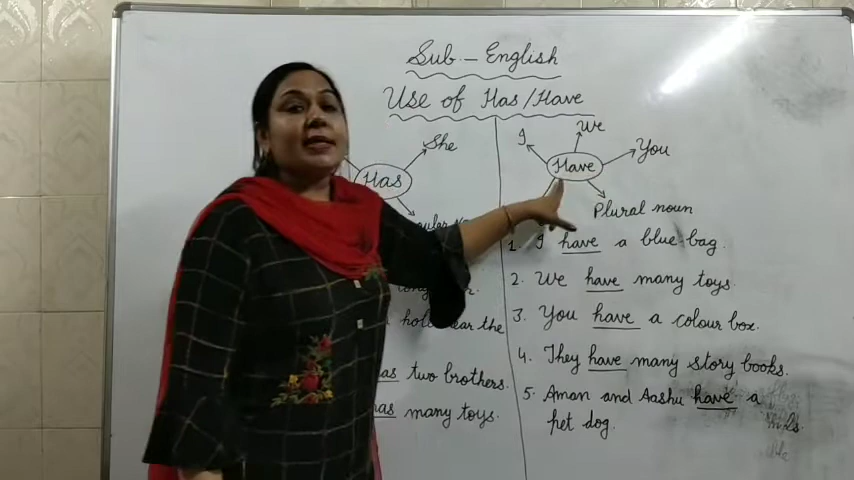 Sub - English
Use of Has/Have
She
Has
I
We
You
Have
Plural noun
1. I have a blue bag.
2. We have many toys.
3. You have a colour box.
4. They have many story books.
5. Aman and Aashu have a
pet dog.
the
two brothers.
many toys.